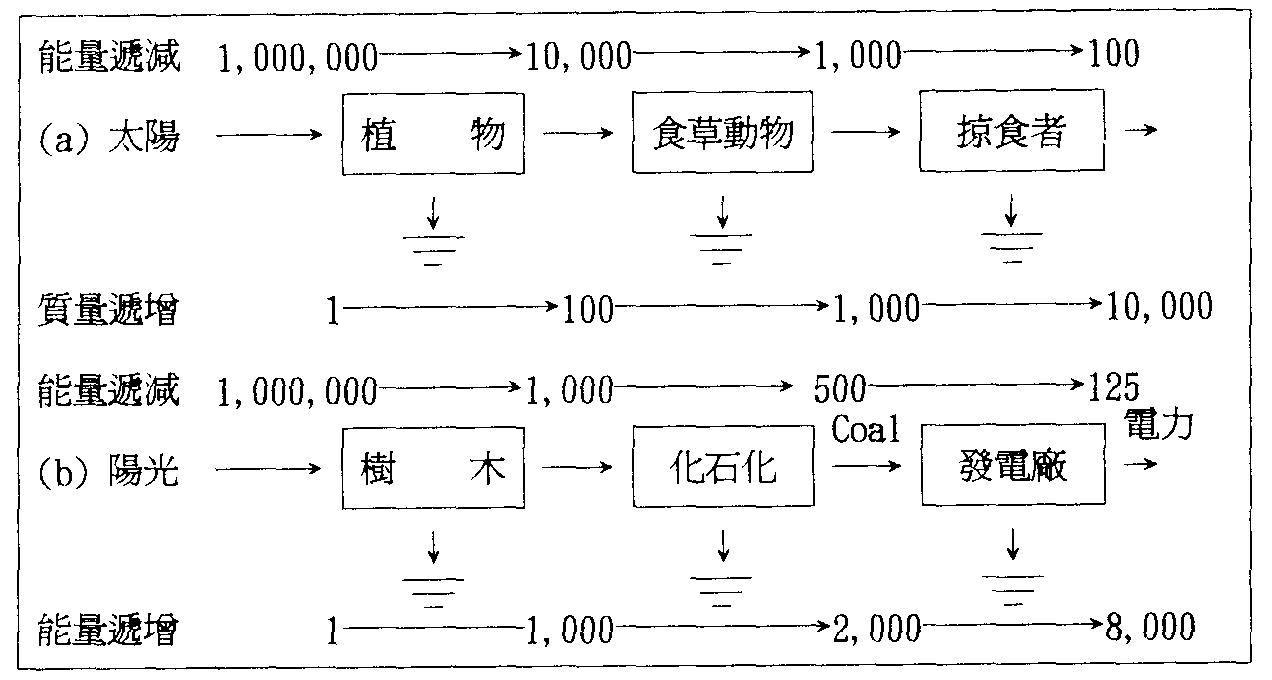 能量遞減 1,000,000 10,000 1,000 100
(a) 太陽 植 物 食草動物 掠食者
質量遞增 1 100 1,000 10,000
能量遞減 1,000,000 1,000 500 125
Coal 電力
(b) 陽光 樹 木 化石化 發電廠
能量遞增 1 1,000 2,000 8,000